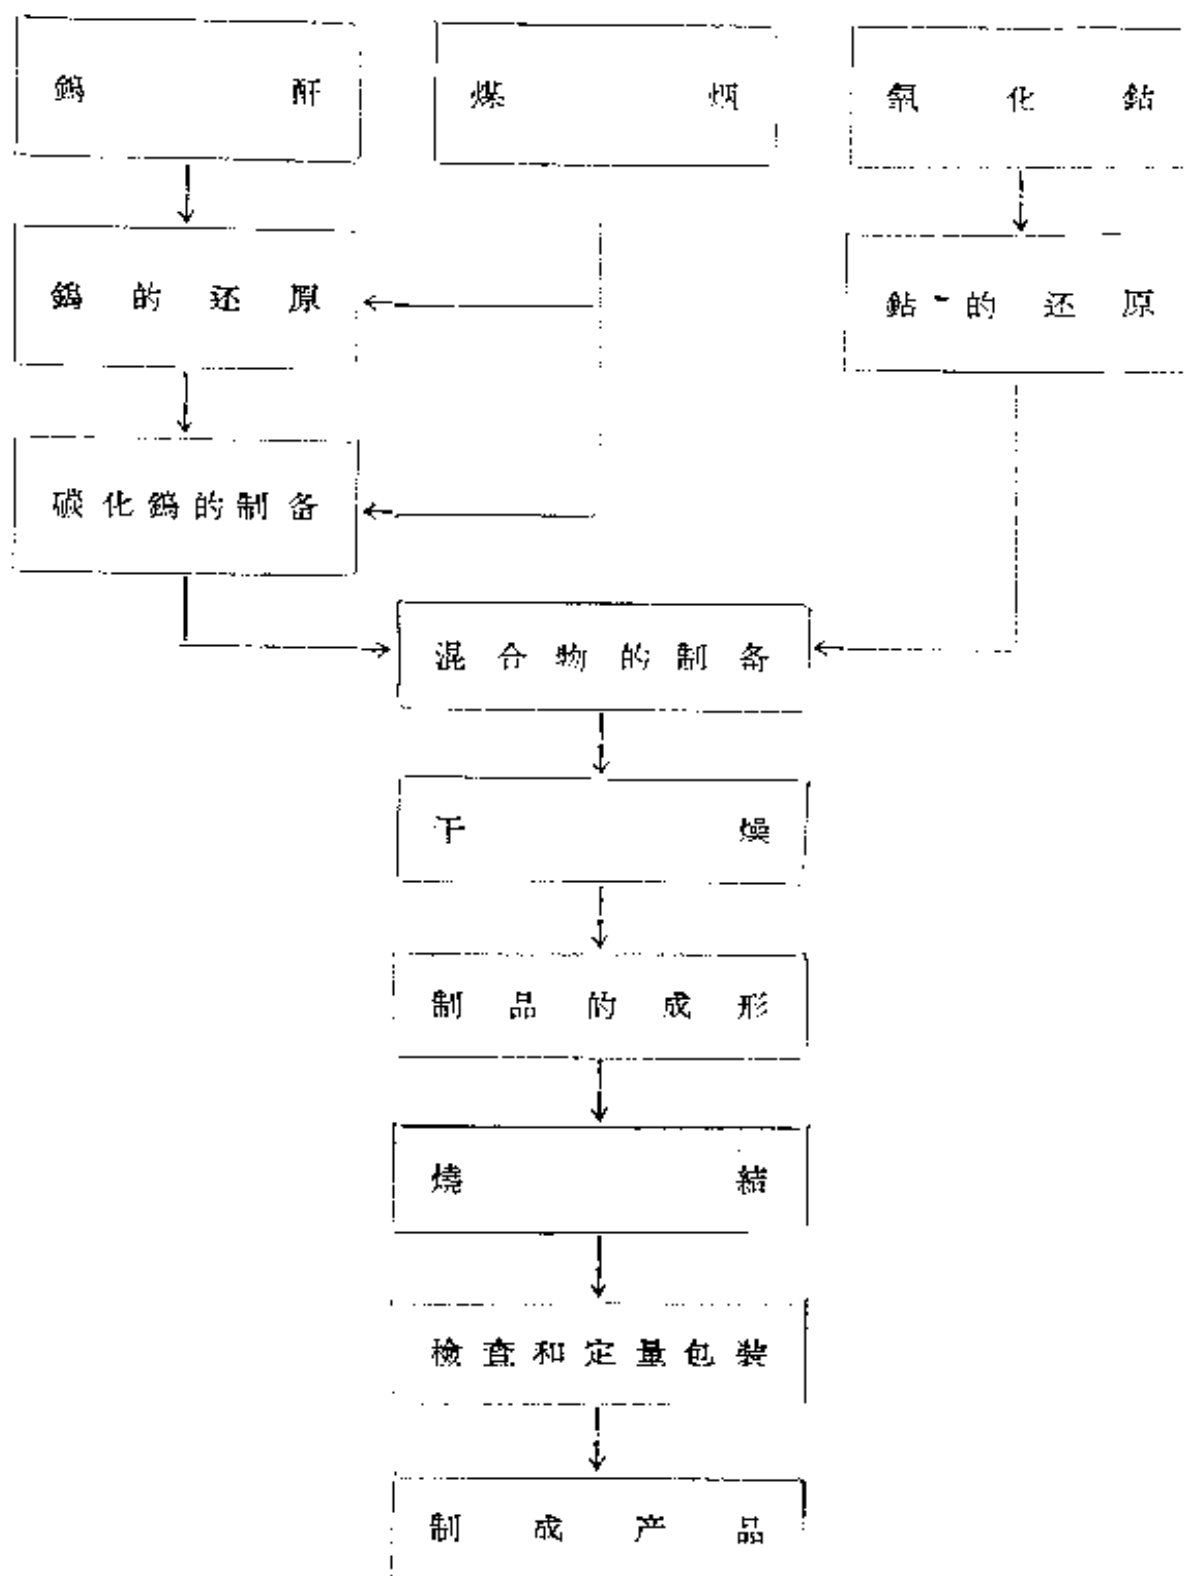 鎢酐
煤烟
氧化鈷
鎢的还原
鈷的还原
碳化鎢的制备
混合物的制备
干燥
制品的成形
燒結
檢查和定量包裝
制成产品